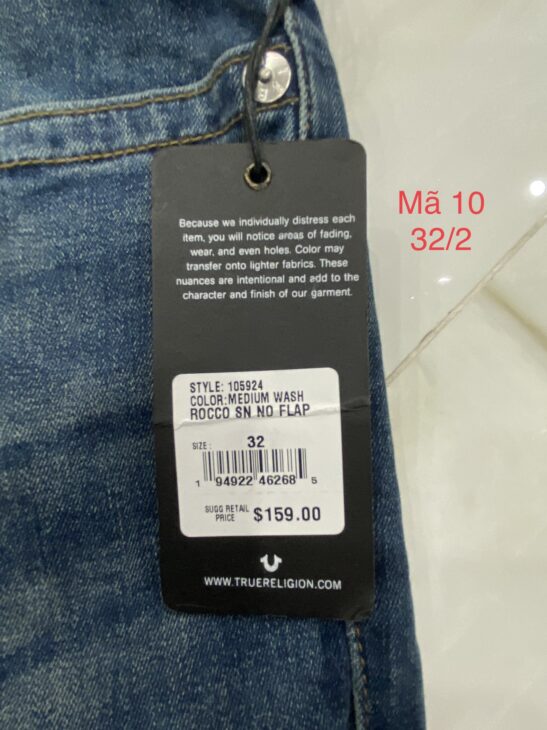 Mã 10
32/2
Because we individually distress each
item, you will notice areas of fading,
wear, and even holes. Color may
transfer onto lighter fabrics. These
nuances are intentional and add to the
character and finish of our garment.
STYLE: 105924
COLOR:MEDIUM WASH
ROCCO SN NO FLAP
SIZE: 32
1 94922 46268 5
SUGG RETAIL
PRICE $159.00
WWW.TRUERELIGION.COM